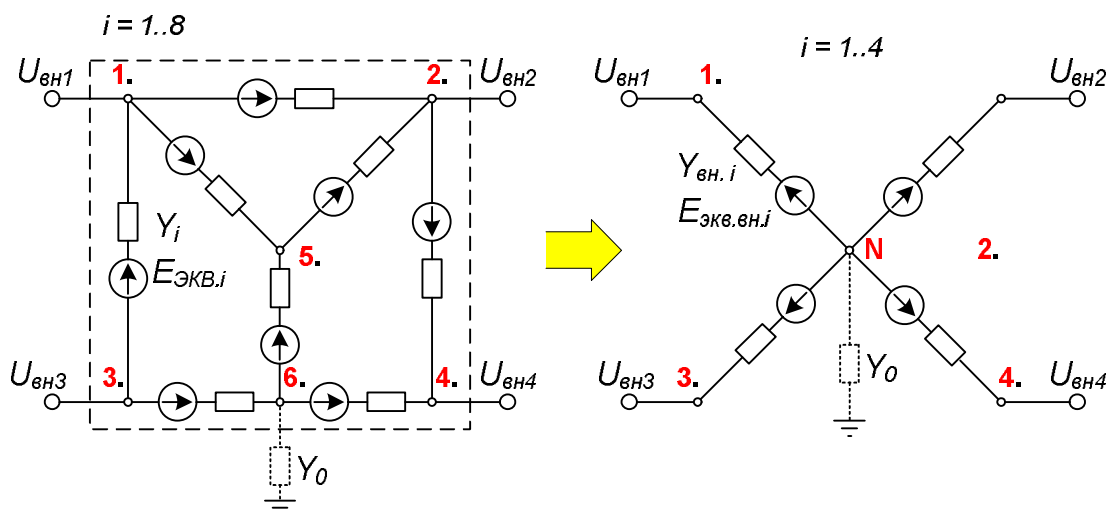 i = 1..8
i = 1..4
Uвн1
1.
2.
Uвн2
Uвн1
1.
Uвн2
Yвн. i
Eэкв.вн.i
Yi
EЭКВ.i
5.
N
2.
Uвн3
3.
6.
4.
Uвн4
Uвн3
3.
Y0
4.
Uвн4
Y0